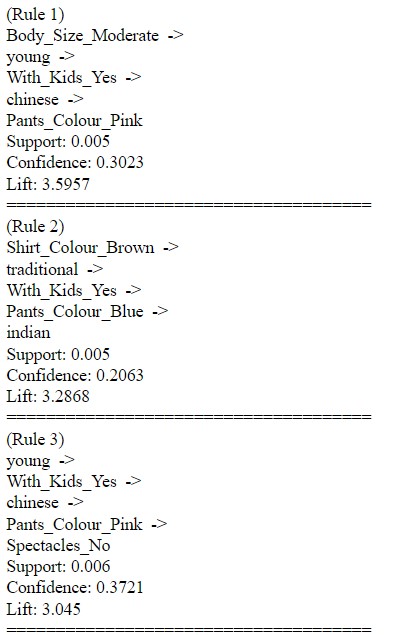 (Rule 1)
Body_Size_Moderate ->
young ->
With_Kids_Yes ->
chinese ->
Pants_Colour_Pink
Support: 0.005
Confidence: 0.3023
Lift: 3.5957
=====================================
(Rule 2)
Shirt_Colour_Brown ->
traditional ->
With_Kids_Yes ->
Pants_Colour_Blue ->
indian
Support: 0.005
Confidence: 0.2063
Lift: 3.2868
=====================================
(Rule 3)
young ->
With_Kids_Yes ->
chinese ->
Pants_Colour_Pink ->
Spectacles_No
Support: 0.006
Confidence: 0.3721
Lift: 3.045
=====================================